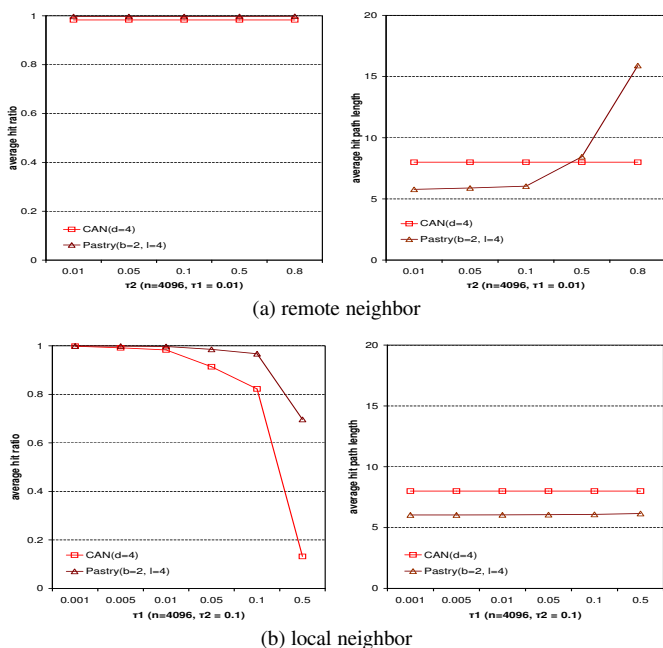 average hit ratio
1
0.8
0.6
0.4
0.2
0
CAN(d=4)
Pastry(b=2, l=4)
0.01 0.05 0.1 0.5 0.8
τ2 (n=4096, τ1 = 0.01)
average hit path length
20
15
10
5
0
CAN(d=4)
Pastry(b=2, l=4)
0.01 0.05 0.1 0.5 0.8
τ2 (n=4096, τ1 = 0.01)
(a) remote neighbor
average hit ratio
1
0.8
0.6
0.4
0.2
0
CAN(d=4)
Pastry(b=2, l=4)
0.001 0.005 0.01 0.05 0.1 0.5
τ1 (n=4096, τ2 = 0.1)
average hit path length
20
15
10
5
0
CAN(d=4)
Pastry(b=2, l=4)
0.001 0.005 0.01 0.05 0.1 0.5
τ1 (n=4096, τ2 = 0.1)
(b) local neighbor